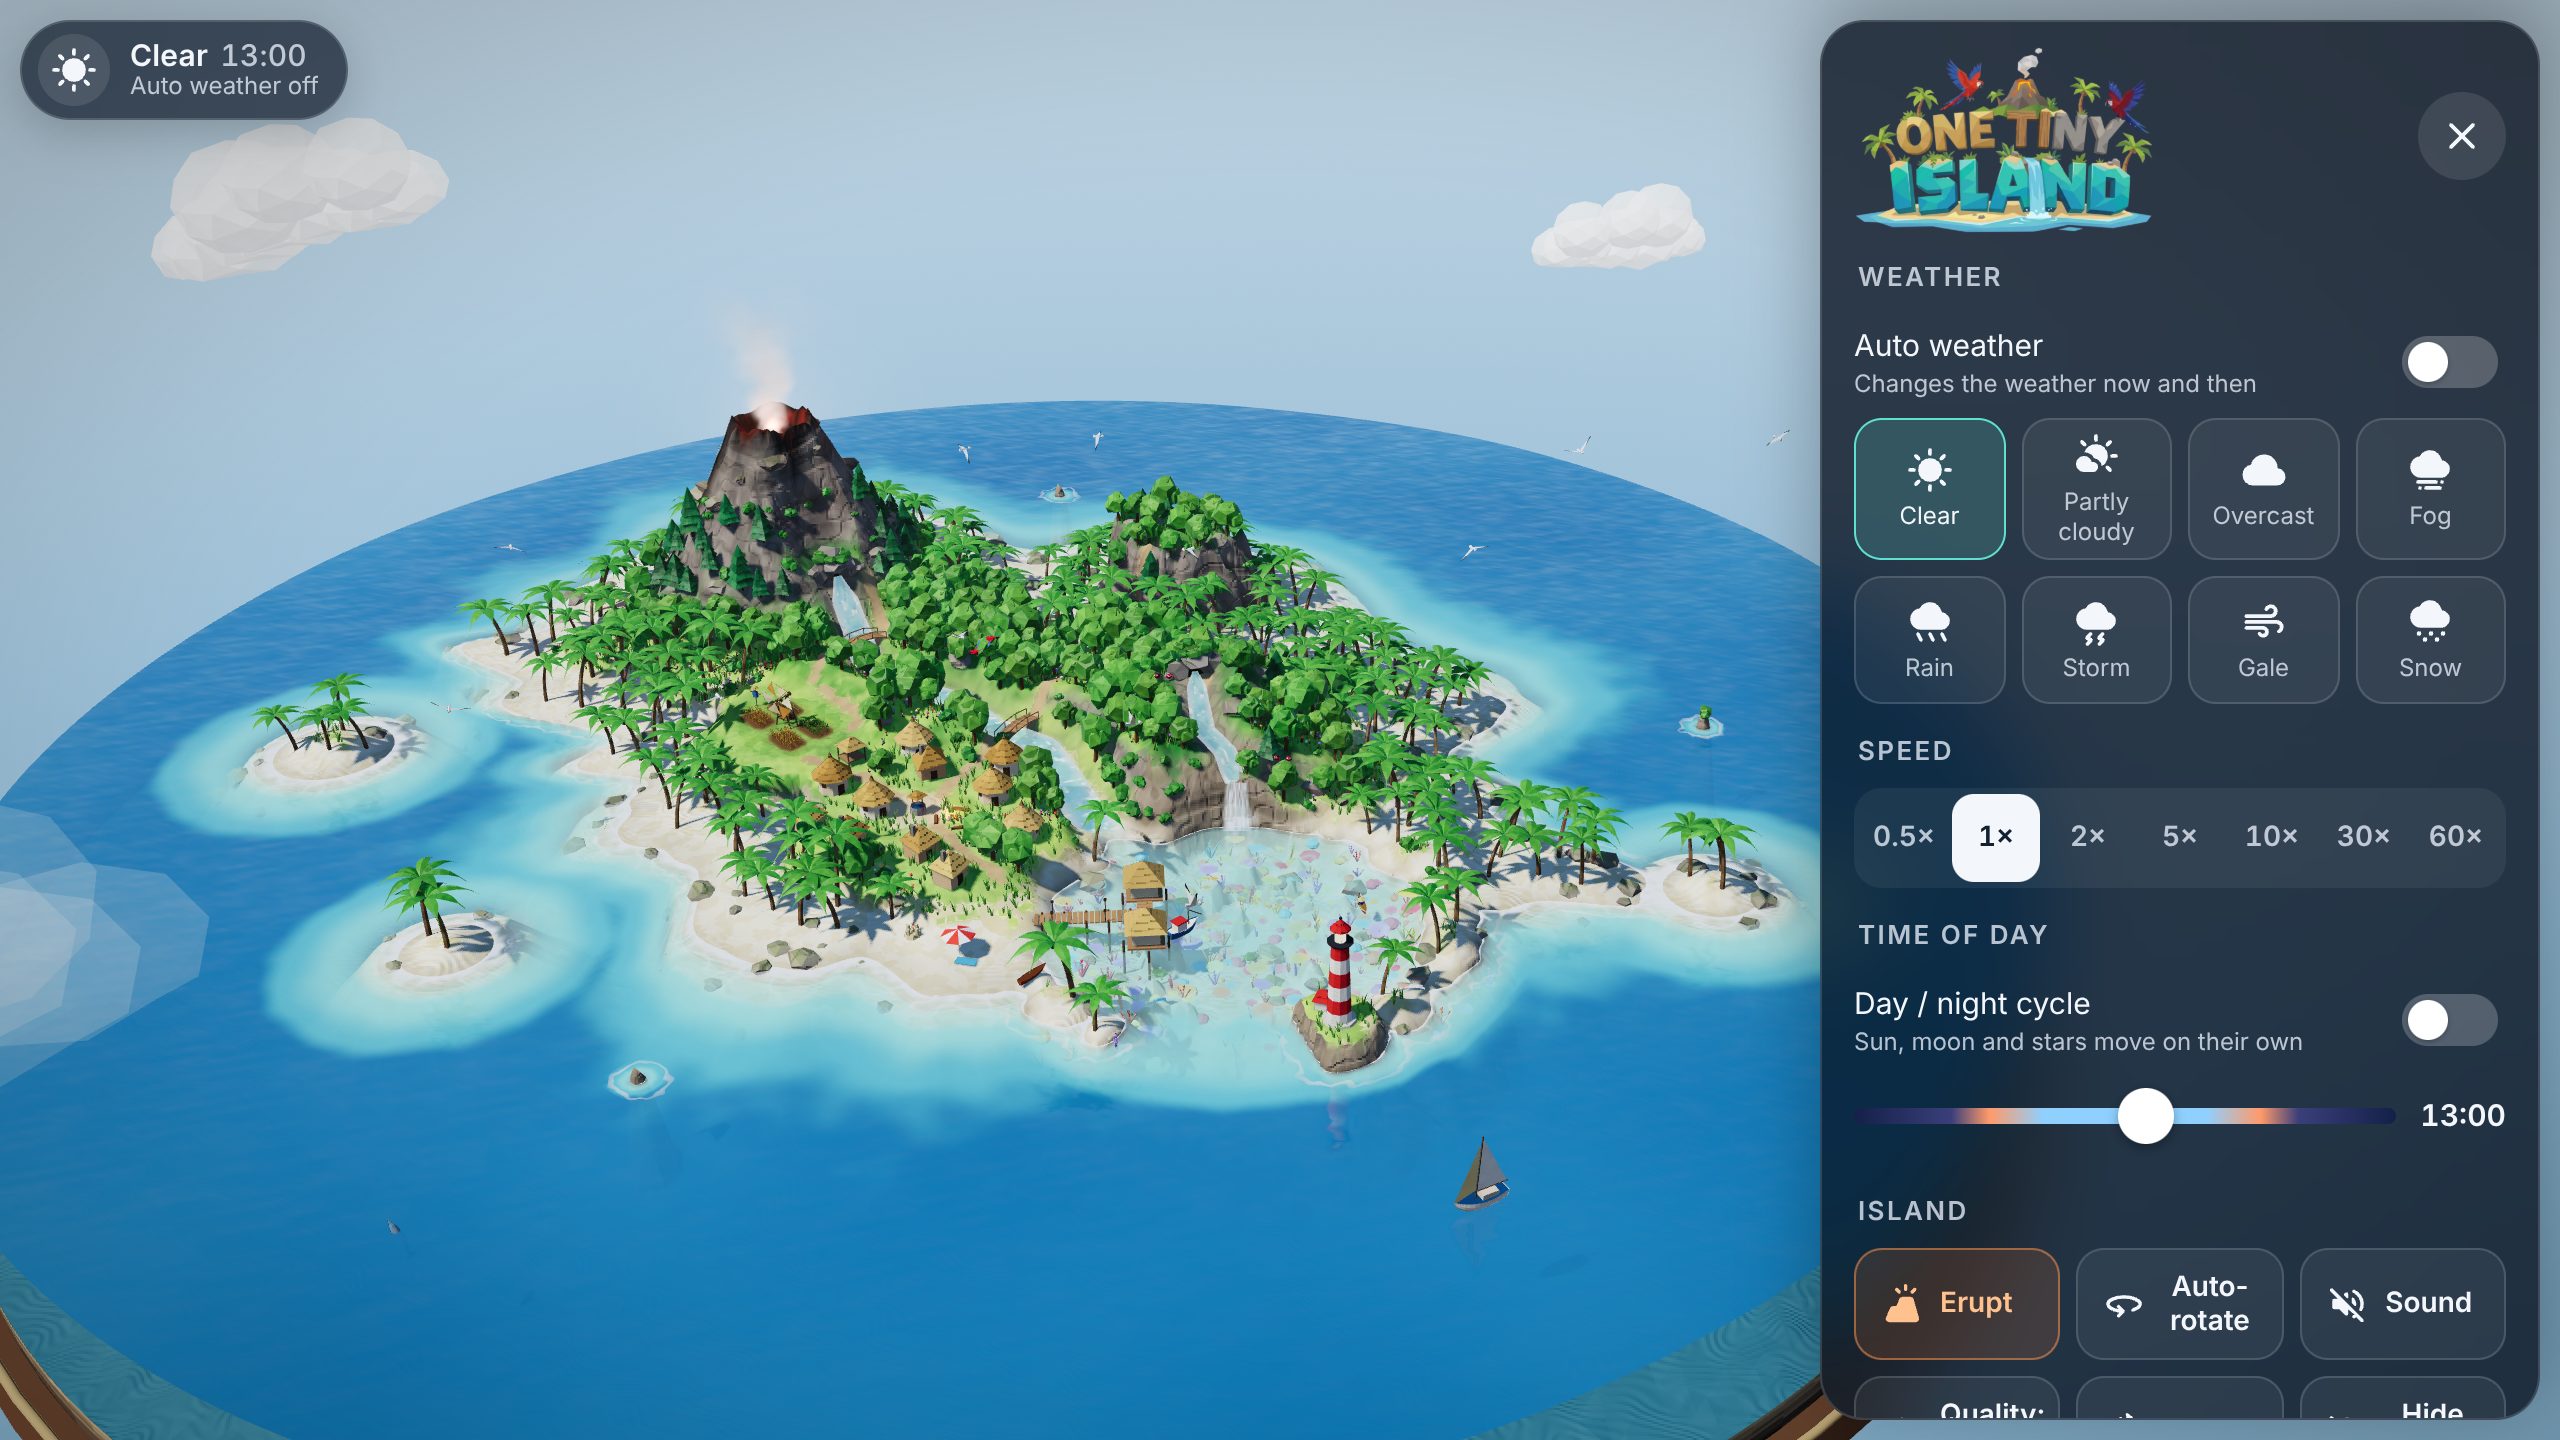 Clear 13:00
Auto weather off
ONE TINY
ISLAND
WEATHER
Auto weather
Changes the weather now and then
Clear
Partly
cloudy
Overcast
Fog
Rain
Storm
Gale
Snow
SPEED
0.5× 1× 2× 5× 10× 30× 60×
TIME OF DAY
Day / night cycle
Sun, moon and stars move on their own
13:00
ISLAND
Erupt
Auto-
rotate
Sound
Quality:
Hide